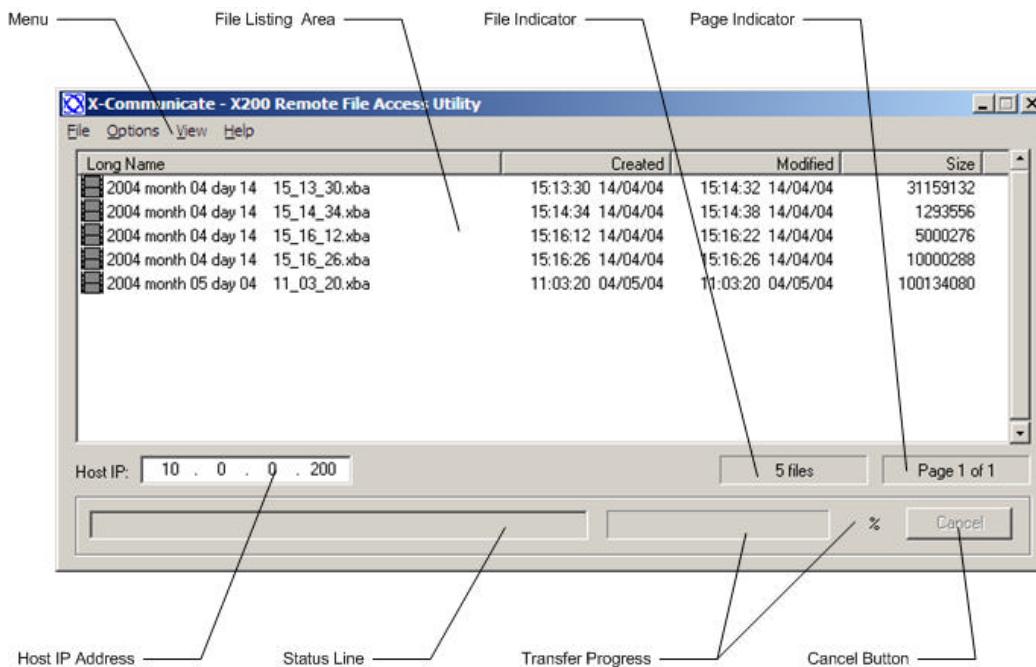 Menu File Listing Area File Indicator Page Indicator
X-Communicate - X200 Remote File Access Utility
File Options View Help
Long Name Created Modified Size
2004 month 04 day 14 15_13_30.xba 15:13:30 14/04/04 15:14:32 14/04/04 31159132
2004 month 04 day 14 15_14_34.xba 15:14:34 14/04/04 15:14:38 14/04/04 1293556
2004 month 04 day 14 15_16_12.xba 15:16:12 14/04/04 15:16:22 14/04/04 5000276
2004 month 04 day 14 15_16_26.xba 15:16:26 14/04/04 15:16:26 14/04/04 10000288
2004 month 05 day 04 11_03_20.xba 11:03:20 04/05/04 11:03:20 04/05/04 100134080
Host IP: 10 . 0 . 0 . 200 5 files Page 1 of 1
% Cancel
Host IP Address Status Line Transfer Progress Cancel Button